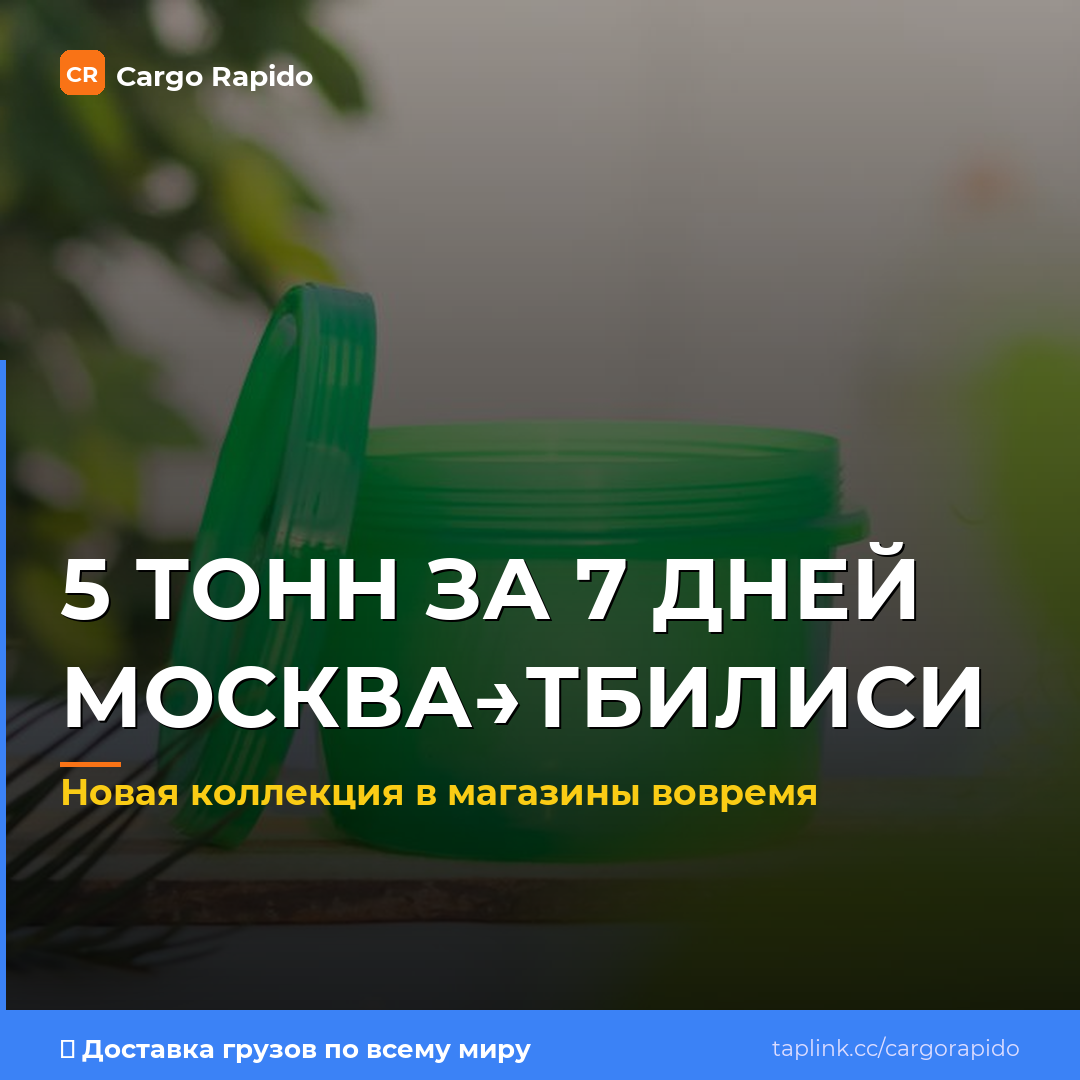 CR Cargo Rapido
5 ТОНН ЗА 7 ДНЕЙ
МОСКВА→ТБИЛИСИ
Новая коллекция в магазины вовремя
Доставка грузов по всему миру
taplink.cc/cargorapido